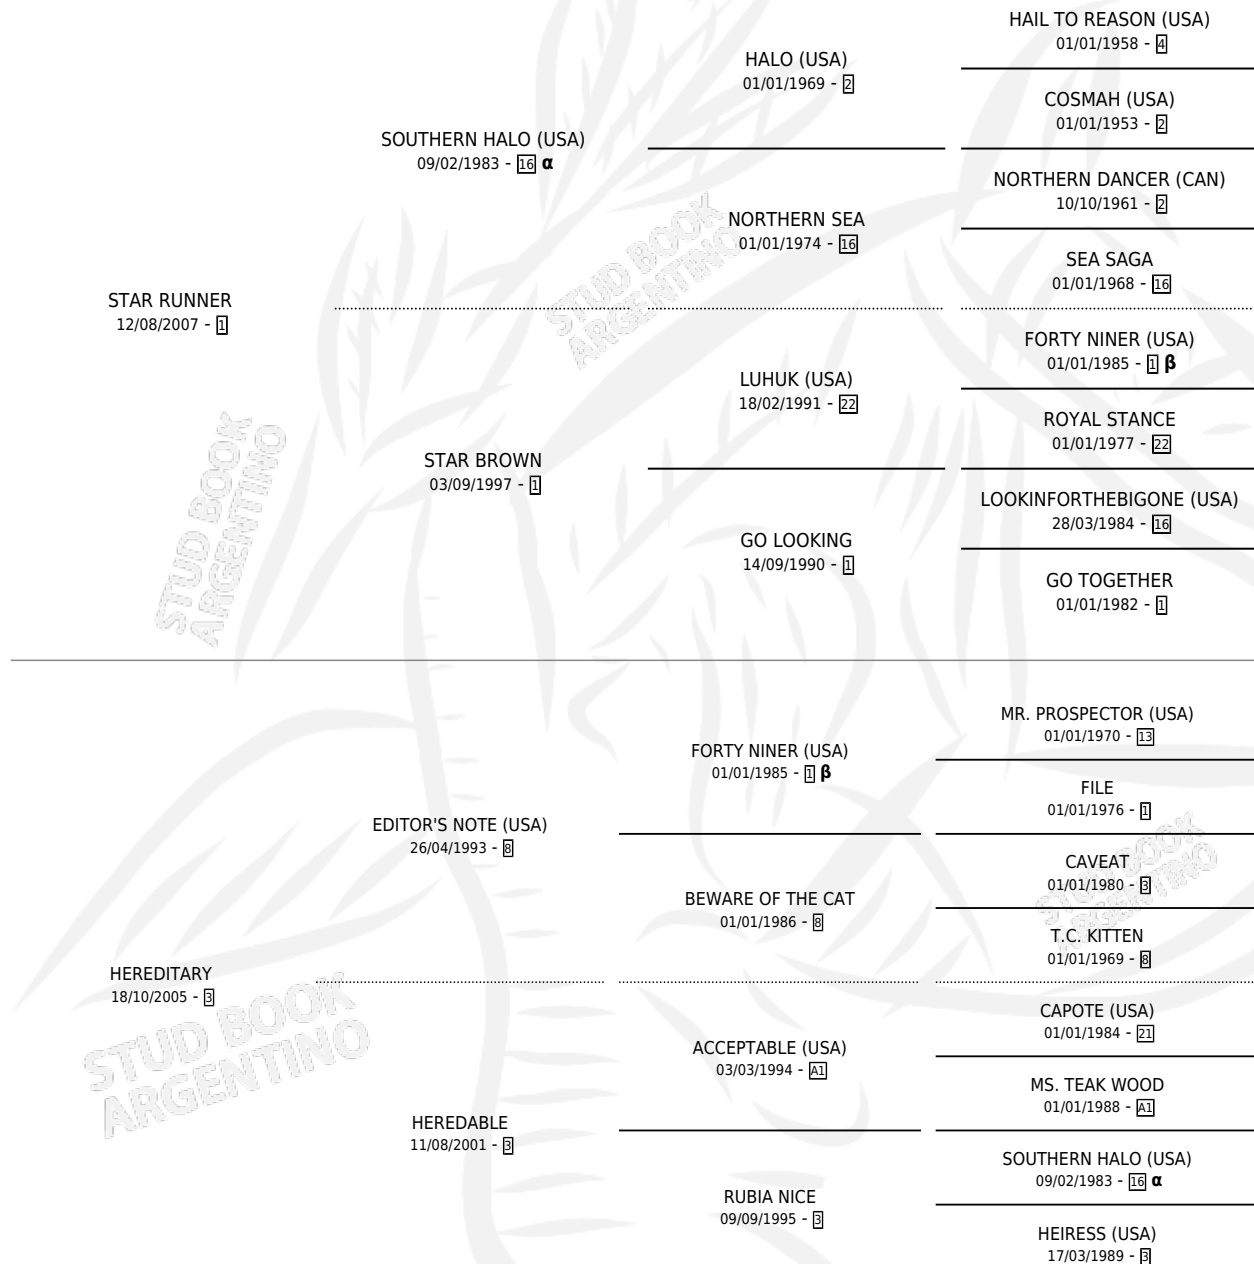 HAIL TO REASON (USA)
01/01/1958 - 4
HALO (USA)
01/01/1969 - 2
COSMAH (USA)
01/01/1953 - 2
SOUTHERN HALO (USA)
09/02/1983 - 16 α
NORTHERN DANCER (CAN)
10/10/1961 - 2
NORTHERN SEA
01/01/1974 - 16
SEA SAGA
01/01/1968 - 16
STAR RUNNER
12/08/2007 - 1
FORTY NINER (USA)
01/01/1985 - 1 β
LUHUK (USA)
18/02/1991 - 22
ROYAL STANCE
01/01/1977 - 22
STAR BROWN
03/09/1997 - 1
LOOKINFORTHEBIGONE (USA)
28/03/1984 - 16
GO LOOKING
14/09/1990 - 1
GO TOGETHER
01/01/1982 - 1
STUD BOOK
ARGENTINO
STUD BOOK
ARGENTINO
MR. PROSPECTOR (USA)
01/01/1970 - 13
FORTY NINER (USA)
01/01/1985 - 1 β
FILE
01/01/1976 - 1
EDITOR'S NOTE (USA)
26/04/1993 - 8
CAVEAT
01/01/1980 - 3
BEWARE OF THE CAT
01/01/1986 - 8
T.C. KITTEN
01/01/1969 - 8
HEREDITARY
18/10/2005 - 3
CAPOTE (USA)
01/01/1984 - 21
ACCEPTABLE (USA)
03/03/1994 - A1
MS. TEAK WOOD
01/01/1988 - A1
HEREDABLE
11/08/2001 - 3
SOUTHERN HALO (USA)
09/02/1983 - 16 α
RUBIA NICE
09/09/1995 - 3
HEIRESS (USA)
17/03/1989 - 3
STUD BOOK
ARGENTINO
STUD BOOK
ARGENTINO